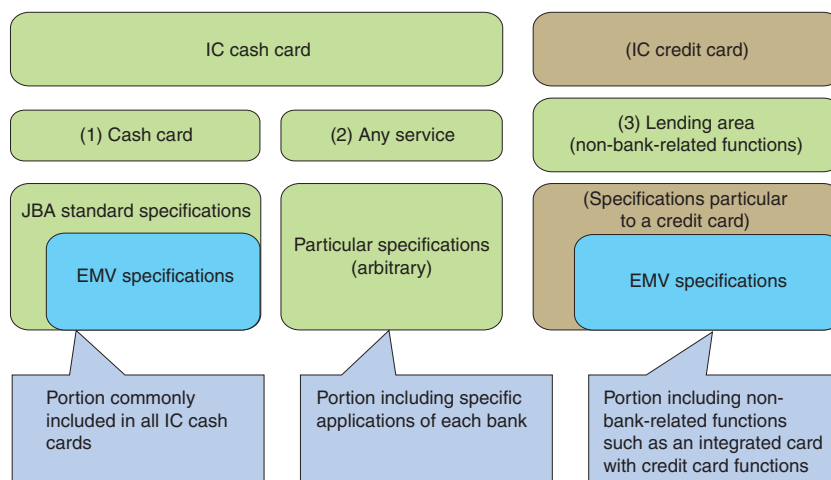 IC cash card
(IC credit card)
(1) Cash card
(2) Any service
(3) Lending area
(non-bank-related functions)
JBA standard specifications
EMV specifications
Particular specifications
(arbitrary)
(Specifications particular
to a credit card)
EMV specifications
Portion commonly
included in all IC cash
cards
Portion including specific
applications of each bank
Portion including non-
bank-related functions
such as an integrated card
with credit card functions